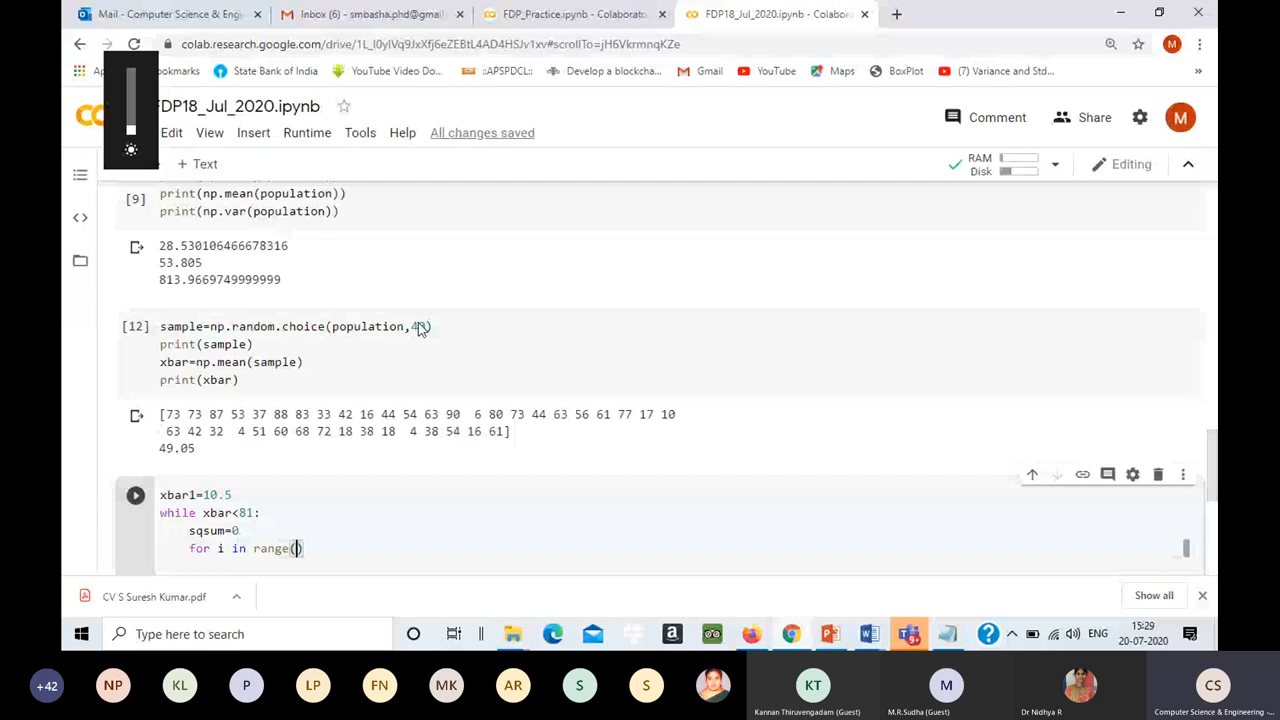 Mail - Computer Science & Engi
Inbox (6) - smbasha.phd@gmail
FDP_Practice.ipynb - Colaborato
FDP18_Jul_2020.ipynb - Colabora
colab.research.google.com/drive/1L_I0ylVq9JxXfj6eZEBtL4AD4HSJv1xv#scrollTo=jH6VkrmnqKZe
Ap
okmarks
State Bank of India
YouTube Video Do...
::APSPDCL::
Develop a blockcha...
Gmail
YouTube
Maps
BoxPlot
(7) Variance and Std...
FDP18_Jul_2020.ipynb
Comment
Share
M
Edit View Insert Runtime Tools Help All changes saved
+ Text
RAM
Disk
Editing
[9]
print(np.mean(population))
print(np.var(population))
28.530106466678316
53.805
813.9669749999999
[12]
sample=np.random.choice(population,40)
print(sample)
xbar=np.mean(sample)
print(xbar)
[73 73 87 53 37 88 83 33 42 16 44 54 63 90  6 80 73 44 63 56 61 77 17 10
63 42 32  4 51 60 68 72 18 38 18  4 38 54 16 61]
49.05
xbar1=10.5
while xbar<81:
sqsum=0
for i in range()
CV S Suresh Kumar.pdf
Show all
Type here to search
9+
ENG
15:29
20-07-2020
+42
NP
KL
P
LP
FN
MK
AR
S
S
KT
M
CS
Kannan Thiruvengadam (Guest)
M.R.Sudha (Guest)
Dr Nidhya R
Computer Science & Engineering -...